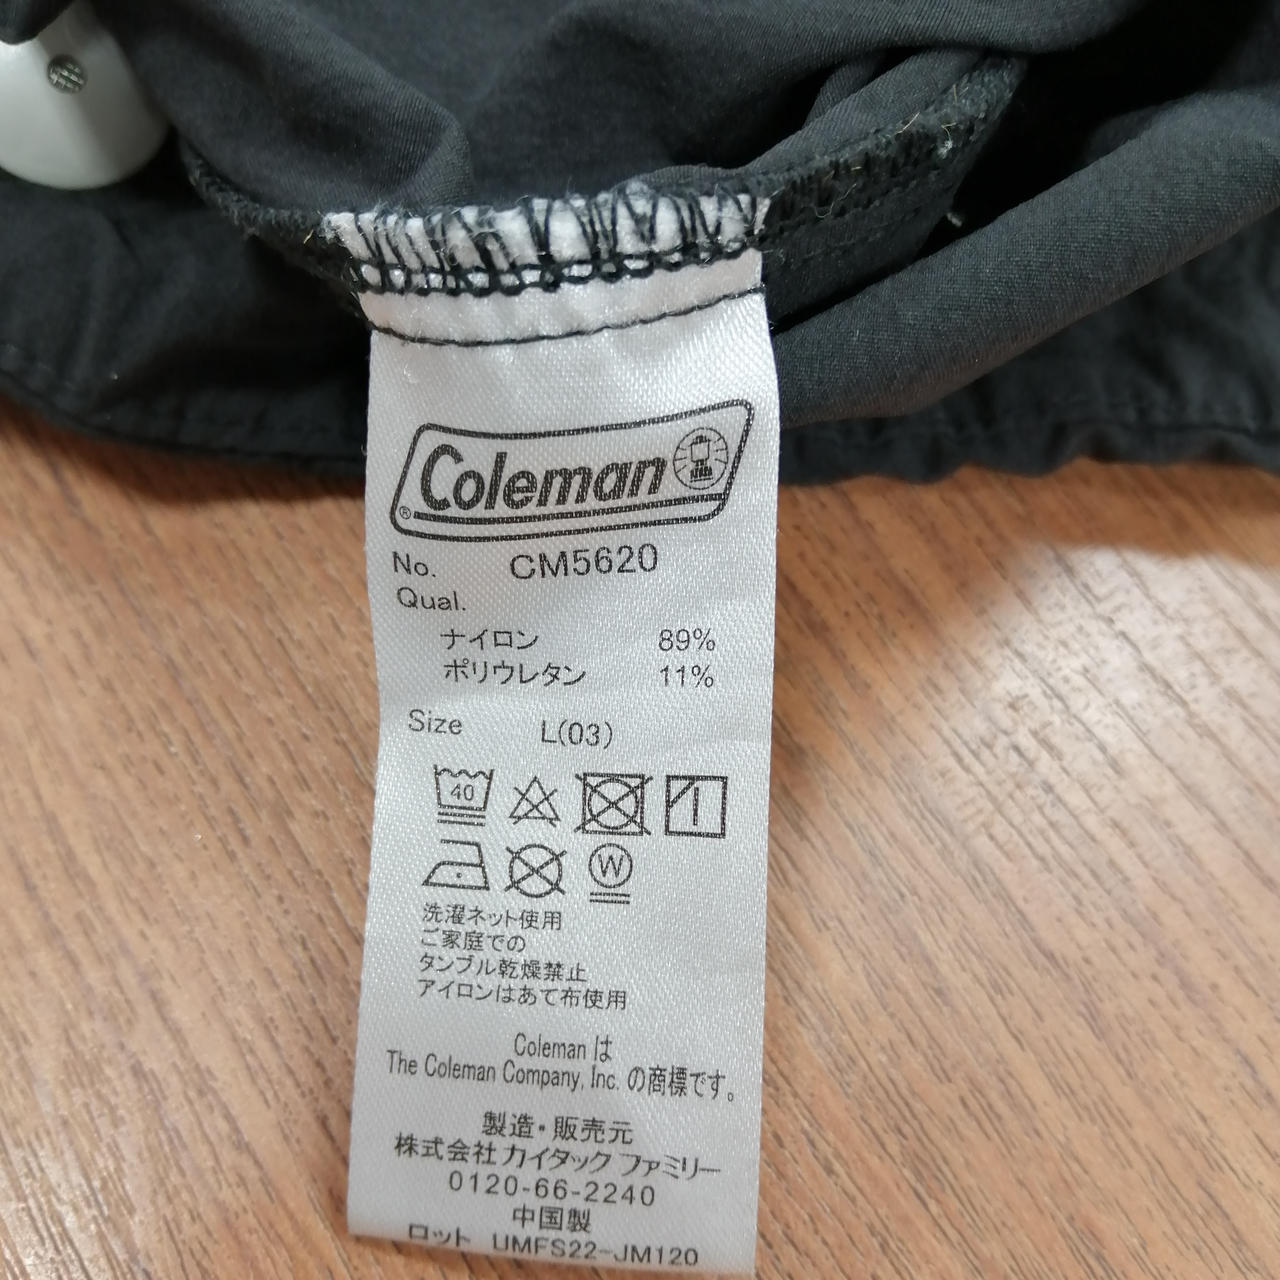 Coleman
®
No. CM5620
Qual.
ナイロン 89%
ポリウレタン 11%
Size L(03)
40
W
洗濯ネット使用
ご家庭での
タンブル乾燥禁止
アイロンはあて布使用
Coleman は
The Coleman Company, Inc. の商標です。
製造・販売元
株式会社カイタックファミリー
0120-66-2240
中国製
ロット UMFS22-JM120